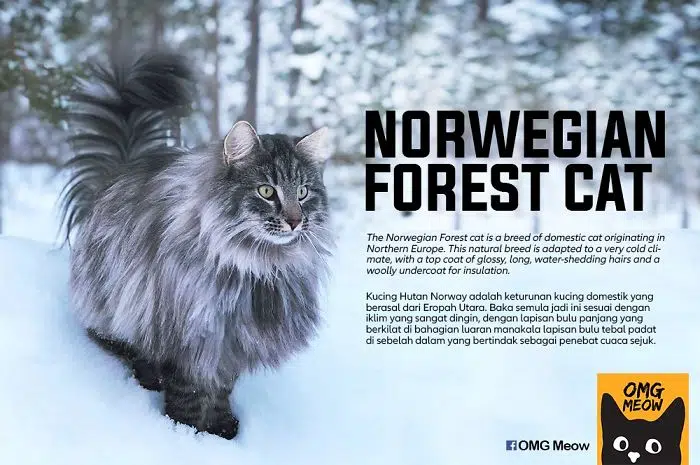 NORWEGIAN
FOREST CAT
The Norwegian Forest cat is a breed of domestic cat originating in
Northern Europe. This natural breed is adapted to a very cold cli-
mate, with a top coat of glossy, long, water-shedding hairs and a
woolly undercoat for insulation.
Kucing Hutan Norway adalah keturunan kucing domestik yang
berasal dari Eropah Utara. Baka semula jadi ini sesuai dengan
iklim yang sangat dingin, dengan lapisan bulu panjang yang
berkilat di bahagian luaran manakala lapisan bulu tebal padat
di sebelah dalam yang bertindak sebagai penebat cuaca sejuk.
OMG
MEOW
f OMG Meow